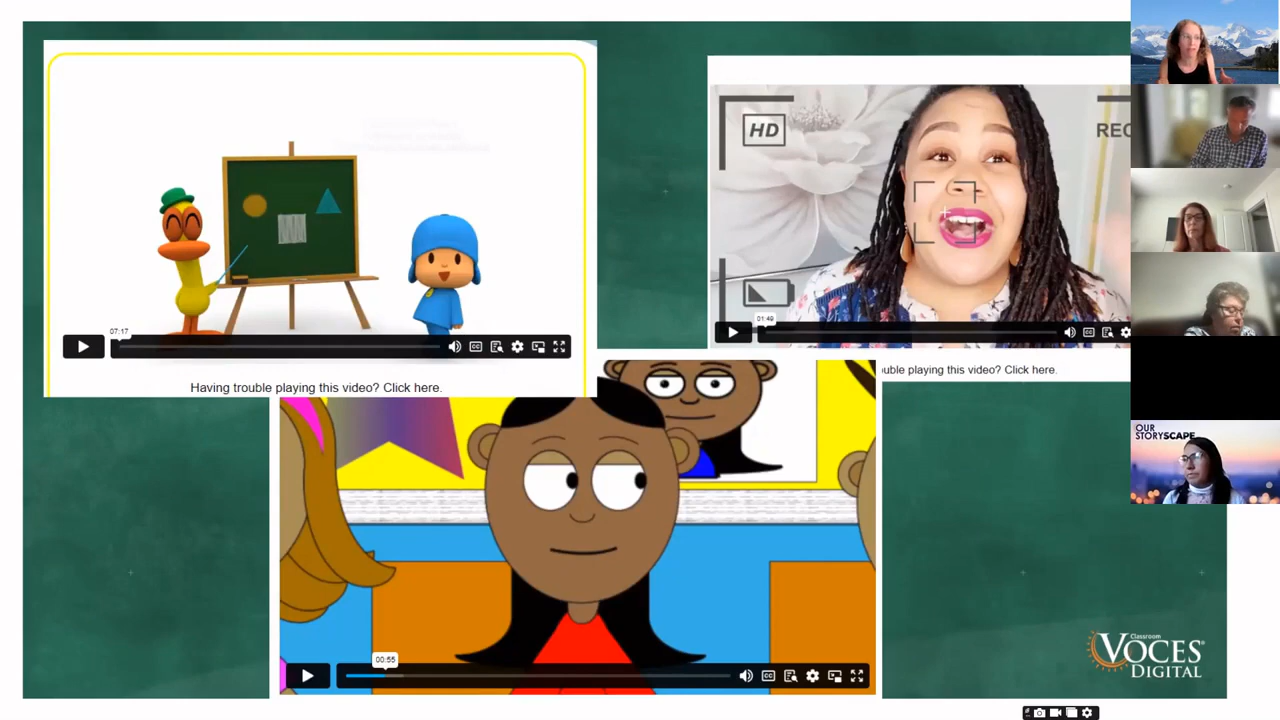 07:17
Having trouble playing this video? Click here.
HD
REC
01:49
uble playing this video? Click here.
00:55
OUR
STORYSCAPE
Classroom
VOCES
DIGITAL